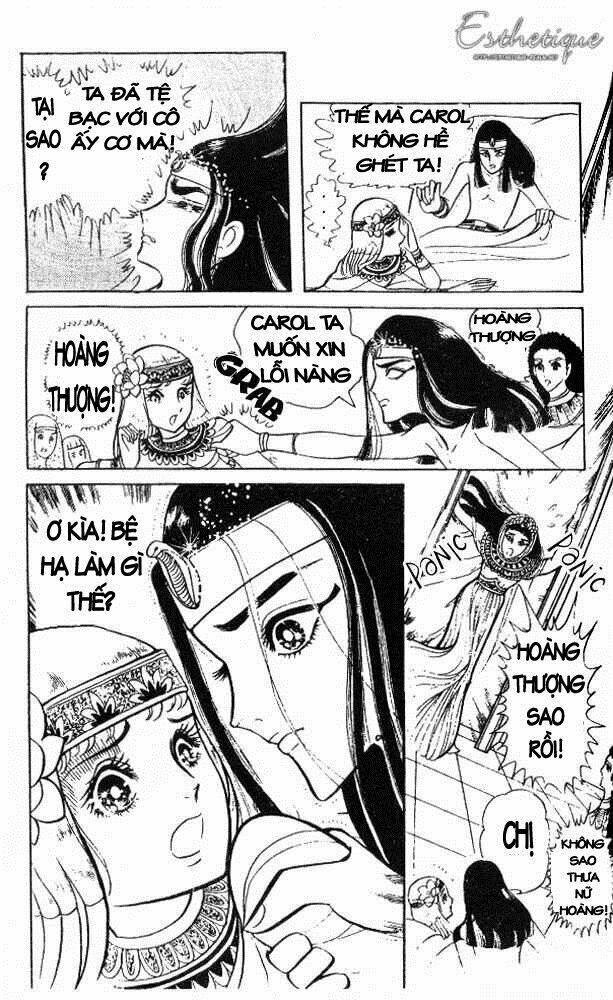 Esthetique
TA ĐÃ TỆ
BẠC VỚI CÔ
ẤY CƠ MÀ!
TẠI
SAO
?
THẾ MÀ CAROL
KHÔNG HỀ
GHÉT TA!
HOÀNG
THƯỢNG!
GRAB
CAROL TA
MUỐN XIN
LỖI NÀNG
HOÀNG
THƯỢNG
Ơ KÌA! BỆ
HẠ LÀM GÌ
THẾ?
PANIC
PANIC
HOÀNG
THƯỢNG
SAO
RỒI!
CHỊ
KHÔNG
SAO
THƯA
NỮ
HOÀNG!